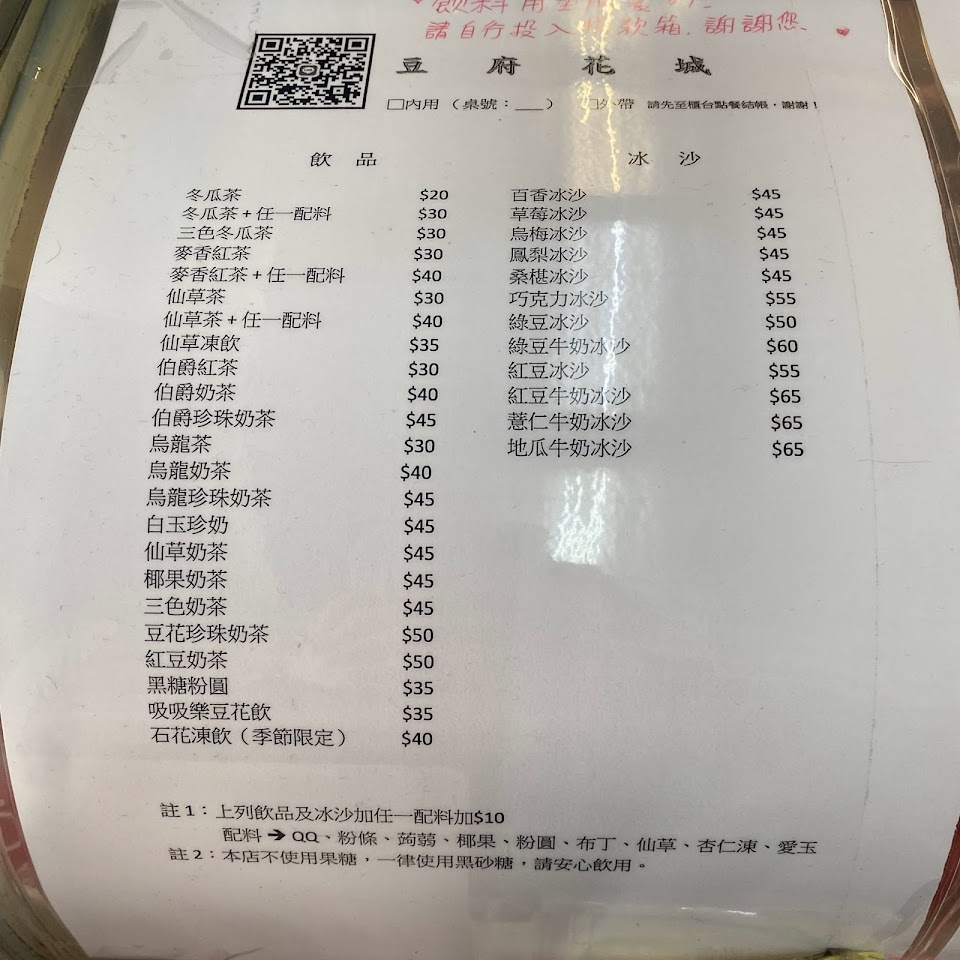 請自行投入 款箱, 謝謝您
豆府花城
□內用（桌號：___） □外帶 請先至櫃台點餐結帳，謝謝！
飲品
冬瓜茶 $20
冬瓜茶+任一配料 $30
三色冬瓜茶 $30
麥香紅茶 $30
麥香紅茶+任一配料 $40
仙草茶 $30
仙草茶+任一配料 $40
仙草凍飲 $35
伯爵紅茶 $30
伯爵奶茶 $40
伯爵珍珠奶茶 $45
烏龍茶 $30
烏龍奶茶 $40
烏龍珍珠奶茶 $45
白玉珍奶 $45
仙草奶茶 $45
椰果奶茶 $45
三色奶茶 $45
豆花珍珠奶茶 $50
紅豆奶茶 $50
黑糖粉圓 $35
吸吸樂豆花飲 $35
石花涷飲（季節限定） $40
冰沙
百香冰沙 $45
草莓冰沙 $45
烏梅冰沙 $45
鳳梨冰沙 $45
桑椹冰沙 $45
巧克力冰沙 $55
綠豆冰沙 $50
綠豆牛奶冰沙 $60
紅豆冰沙 $55
紅豆牛奶冰沙 $65
薏仁牛奶冰沙 $65
地瓜牛奶冰沙 $65
註1：上列飲品及冰沙加任一配料加$10
配料➔QQ、粉條、蒟蒻、椰果、粉圓、布丁、仙草、杏仁涷、愛玉
註2：本店不使用果糖，一律使用黑砂糖，請安心飲用。